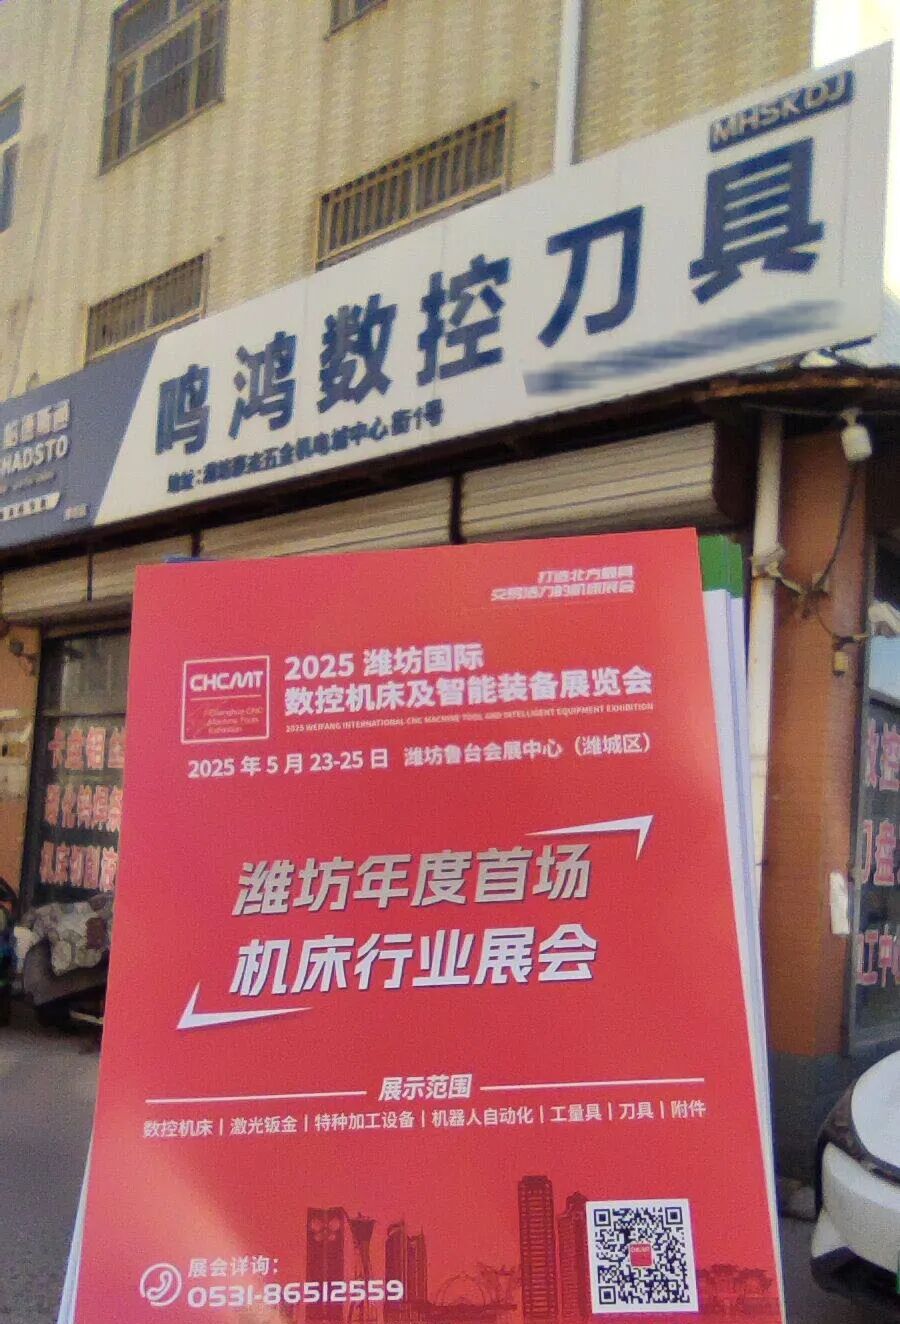 MHSKDJ
鸣鸿数控刀具
HADSTO
打造北方最具
交易活力的机床展会
CHCMT
2025 潍坊国际
数控机床及智能装备展览会
2025 WEIFANG INTERNATIONAL CNC MACHINE TOOL AND INTELLIGENT EQUIPMENT EXHIBITION
2025 年 5 月 23-25 日 潍坊鲁台会展中心（潍城区）
潍坊年度首场
机床行业展会
展示范围
数控机床 | 激光钣金 | 特种加工设备 | 机器人自动化 | 工量具 | 刀具 | 附件
展会详询：
0531-86512559